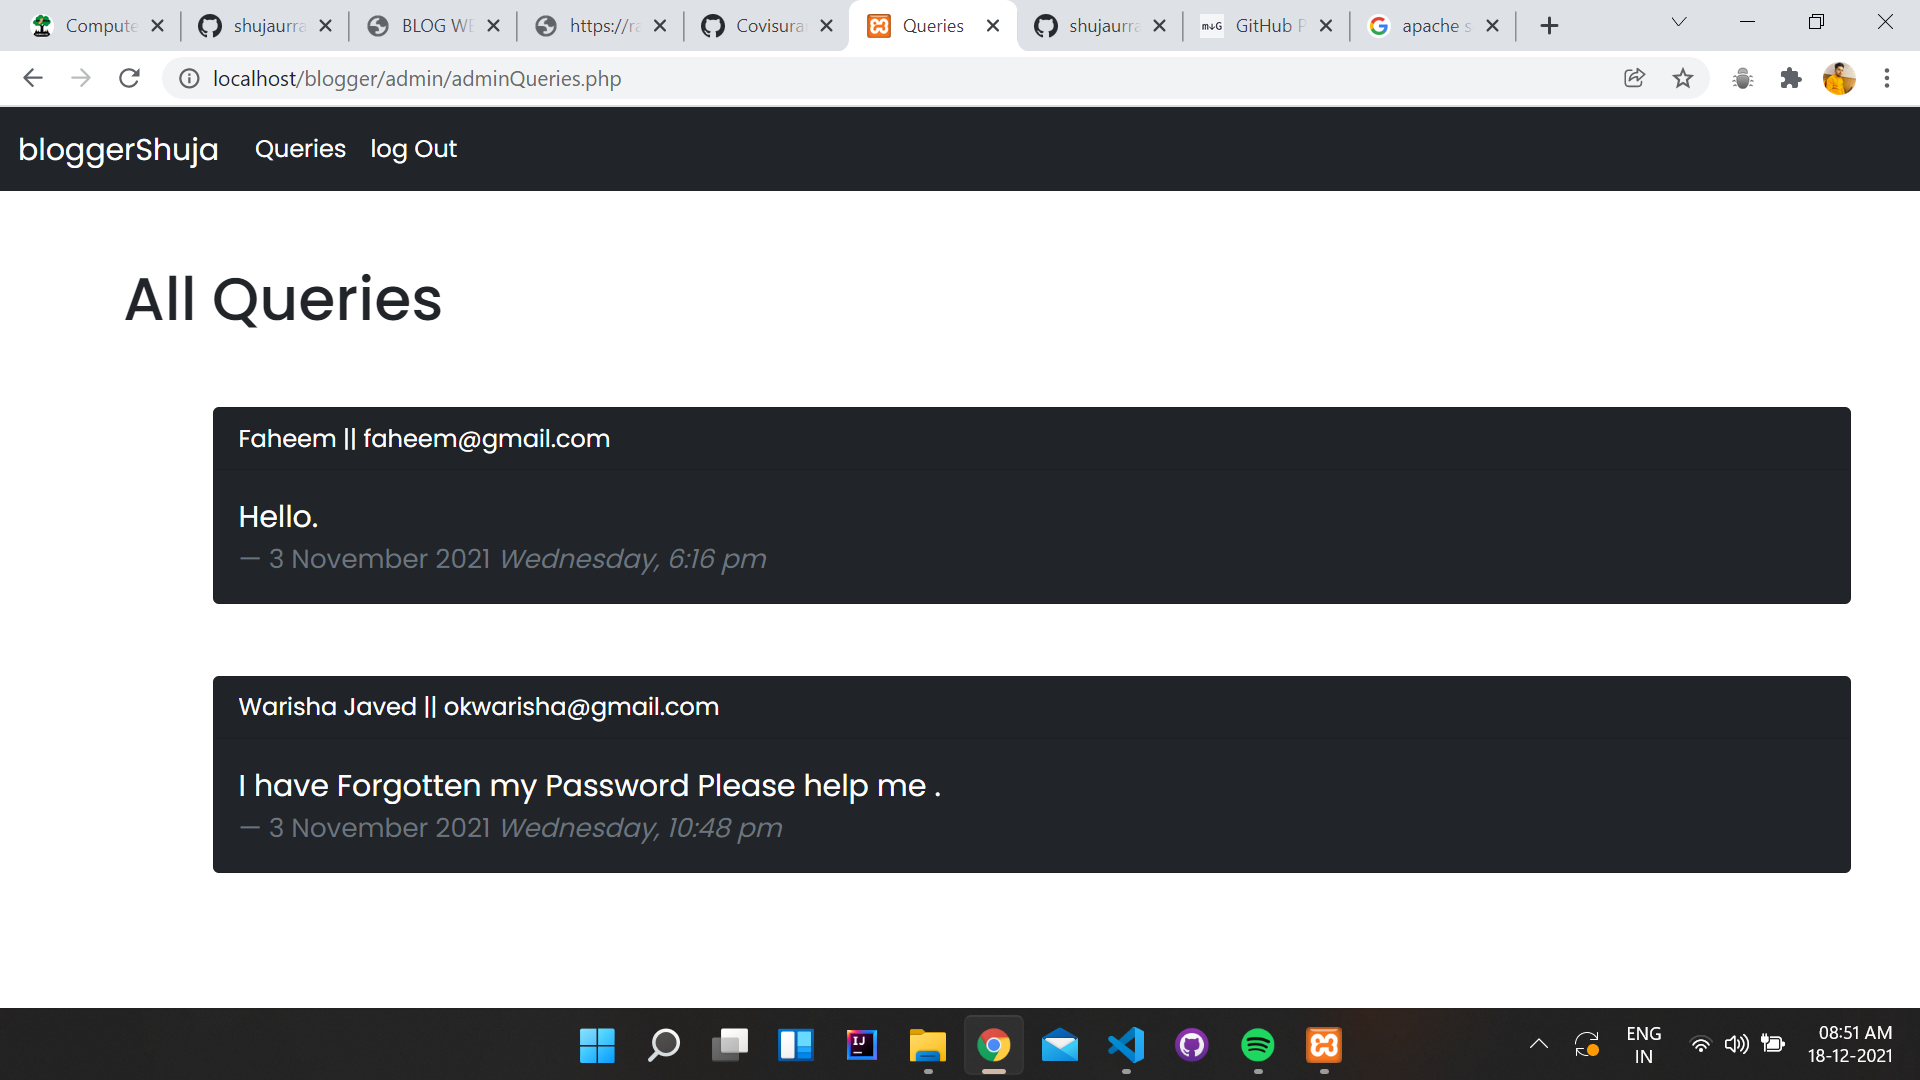 Compute
shujaurra
BLOG WE
https://ra
Covisura
Queries
shujaurra
GitHub P
apache s
localhost/blogger/admin/adminQueries.php
bloggerShuja Queries log Out
All Queries
Faheem || faheem@gmail.com
Hello.
— 3 November 2021 Wednesday, 6:16 pm
Warisha Javed || okwarisha@gmail.com
I have Forgotten my Password Please help me .
— 3 November 2021 Wednesday, 10:48 pm
ENG
IN
08:51 AM
18-12-2021